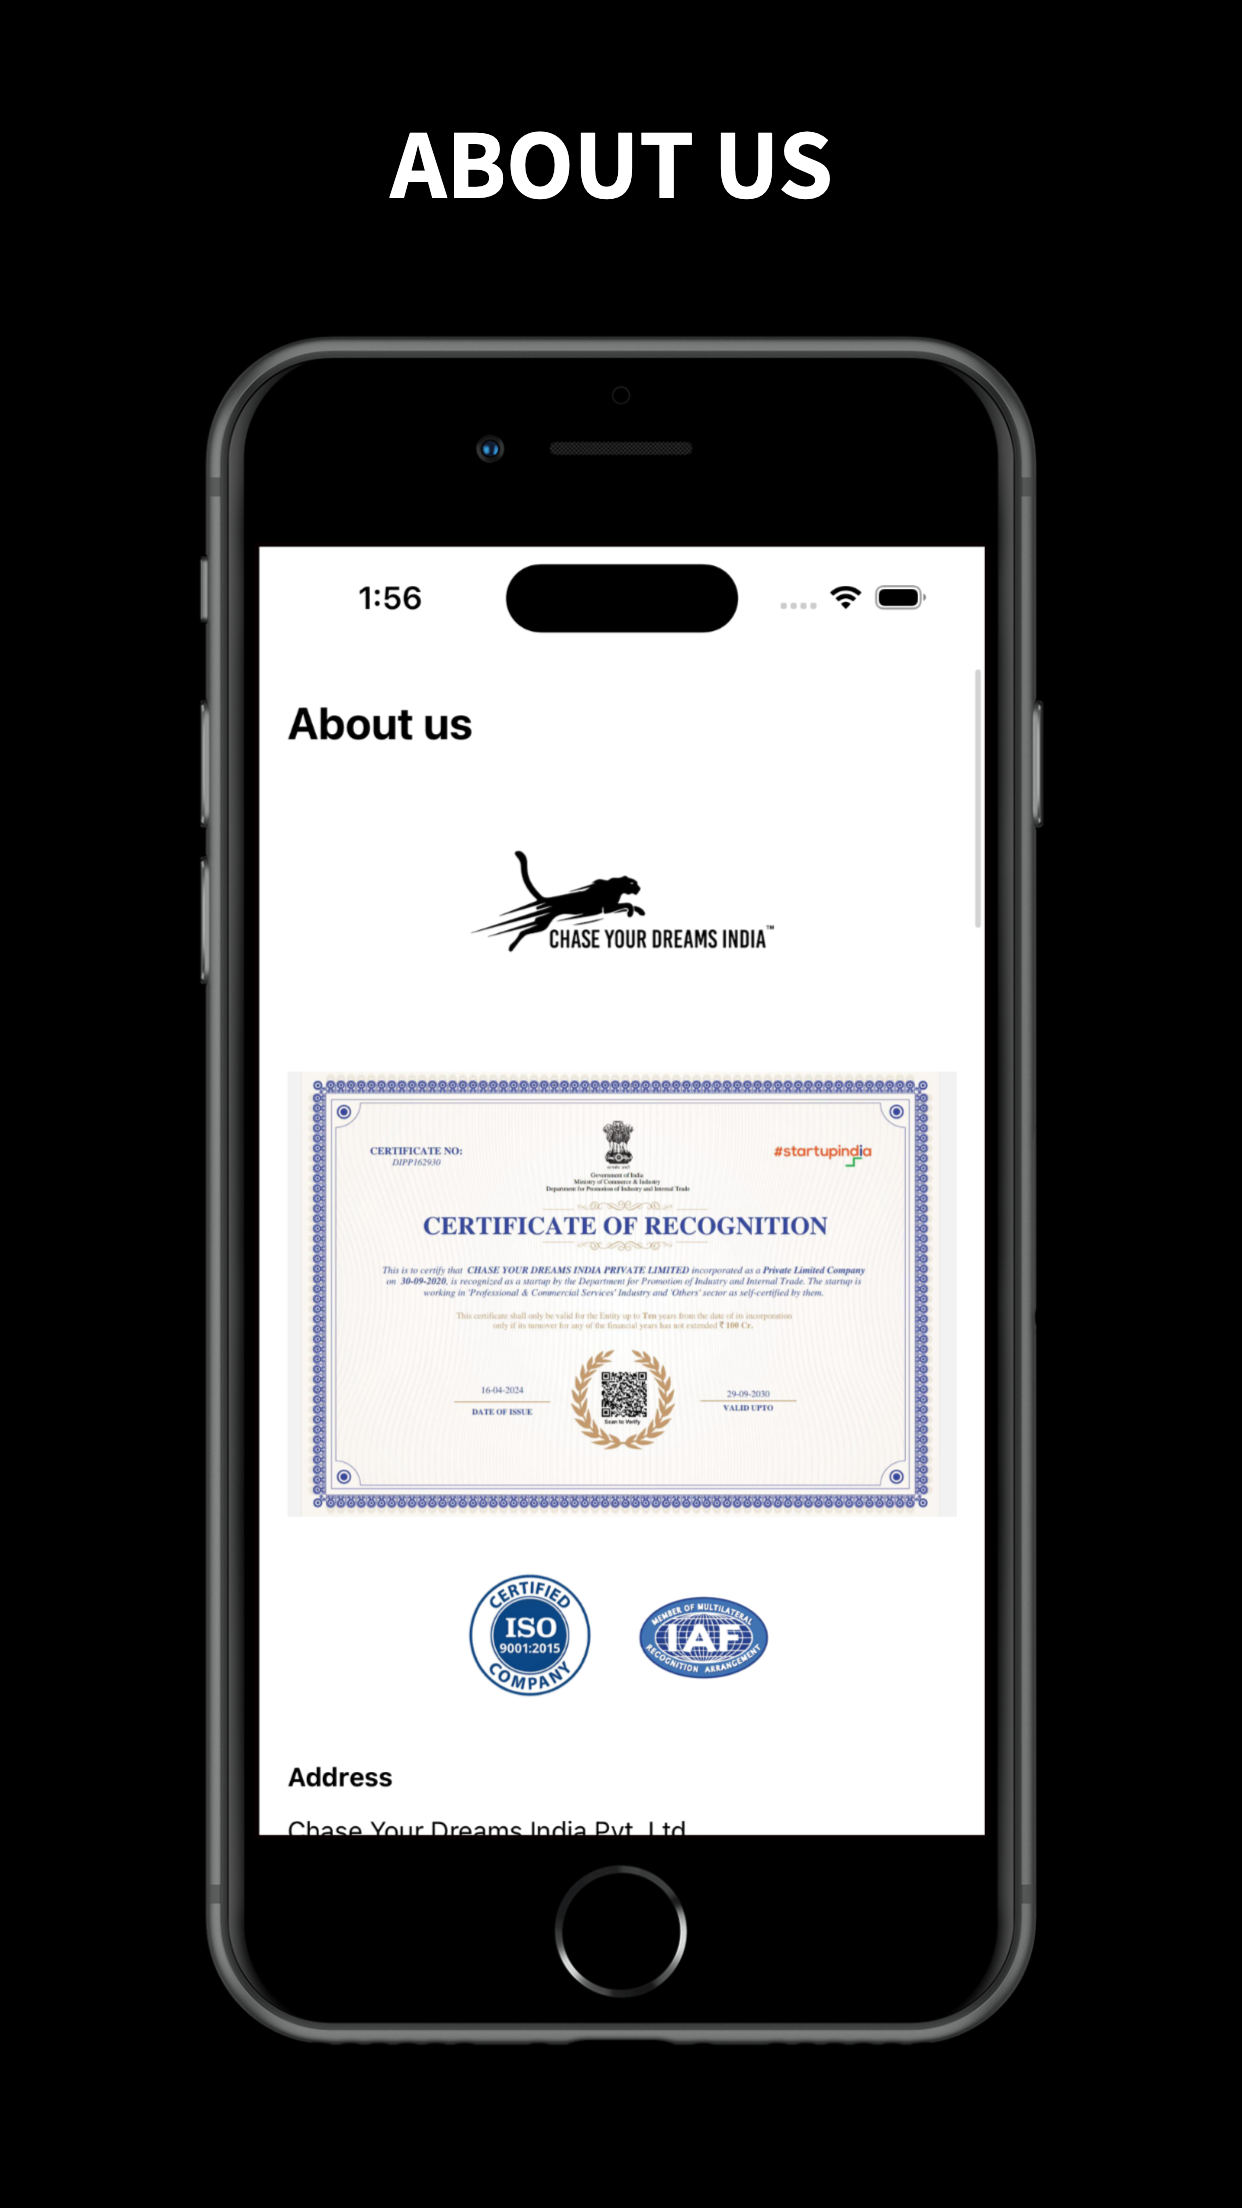 ABOUT US
1:56
About us
CHASE YOUR DREAMS INDIA™
CERTIFICATE NO:
DIPP162930
#startupindia
Government of India
Ministry of Commerce & Industry
Department for Promotion of Industry and Internal Trade
CERTIFICATE OF RECOGNITION
This is to certify that CHASE YOUR DREAMS INDIA PRIVATE LIMITED incorporated as a Private Limited Company
on 30-09-2020, is recognized as a startup by the Department for Promotion of Industry and Internal Trade. The startup is
working in 'Professional & Commercial Services' Industry and 'Others' sector as self-certified by them.
This certificate shall only be valid for the Entity up to Ten years from the date of its incorporation
only if its turnover for any of the financial years has not extended ₹ 100 Cr.
16-04-2024
DATE OF ISSUE
Scan to Verify
29-09-2030
VALID UPTO
CERTIFIED
ISO
9001:2015
COMPANY
MEMBER OF MULTILATERAL
IAF
RECOGNITION ARRANGEMENT
Address
Chase Your Dreams India Pvt. Ltd